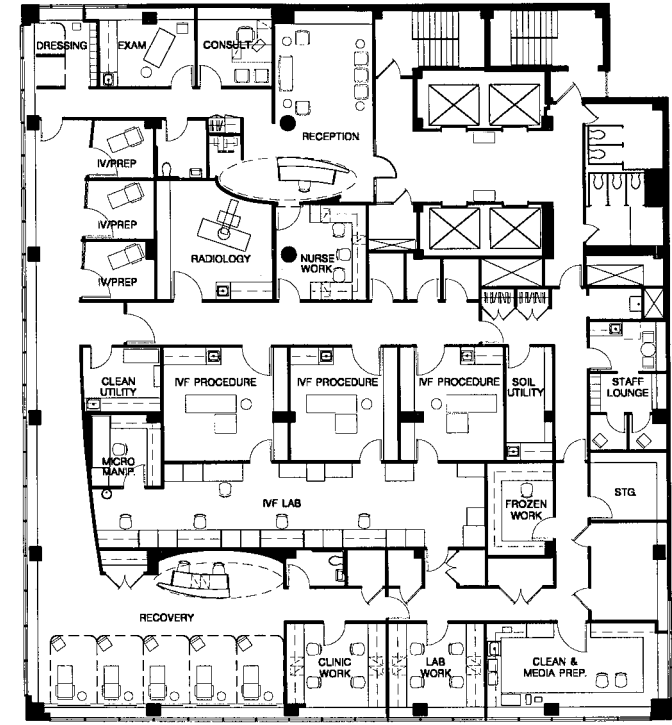 DRESSING
EXAM
CONSULT
RECEPTION
IV/PREP
IV/PREP
IV/PREP
RADIOLOGY
NURSE
WORK
CLEAN
UTILITY
IVF PROCEDURE
IVF PROCEDURE
IVF PROCEDURE
SOIL
UTILITY
STAFF
LOUNGE
MICRO
MANIP.
IVF LAB
FROZEN
WORK
STG.
RECOVERY
CLINIC
WORK
LAB
WORK
CLEAN &
MEDIA PREP.